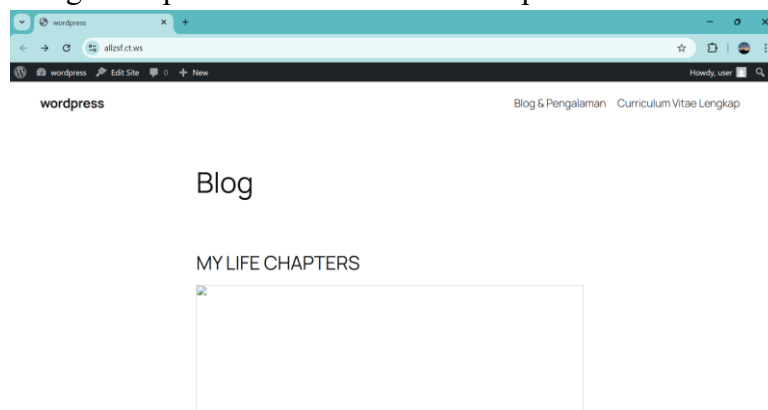 wordpress
allzsf.ct.ws
wordpress Edit Site 0 New Howdy, user
wordpress Blog & Pengalaman Curriculum Vitae Lengkap
Blog
MY LIFE CHAPTERS